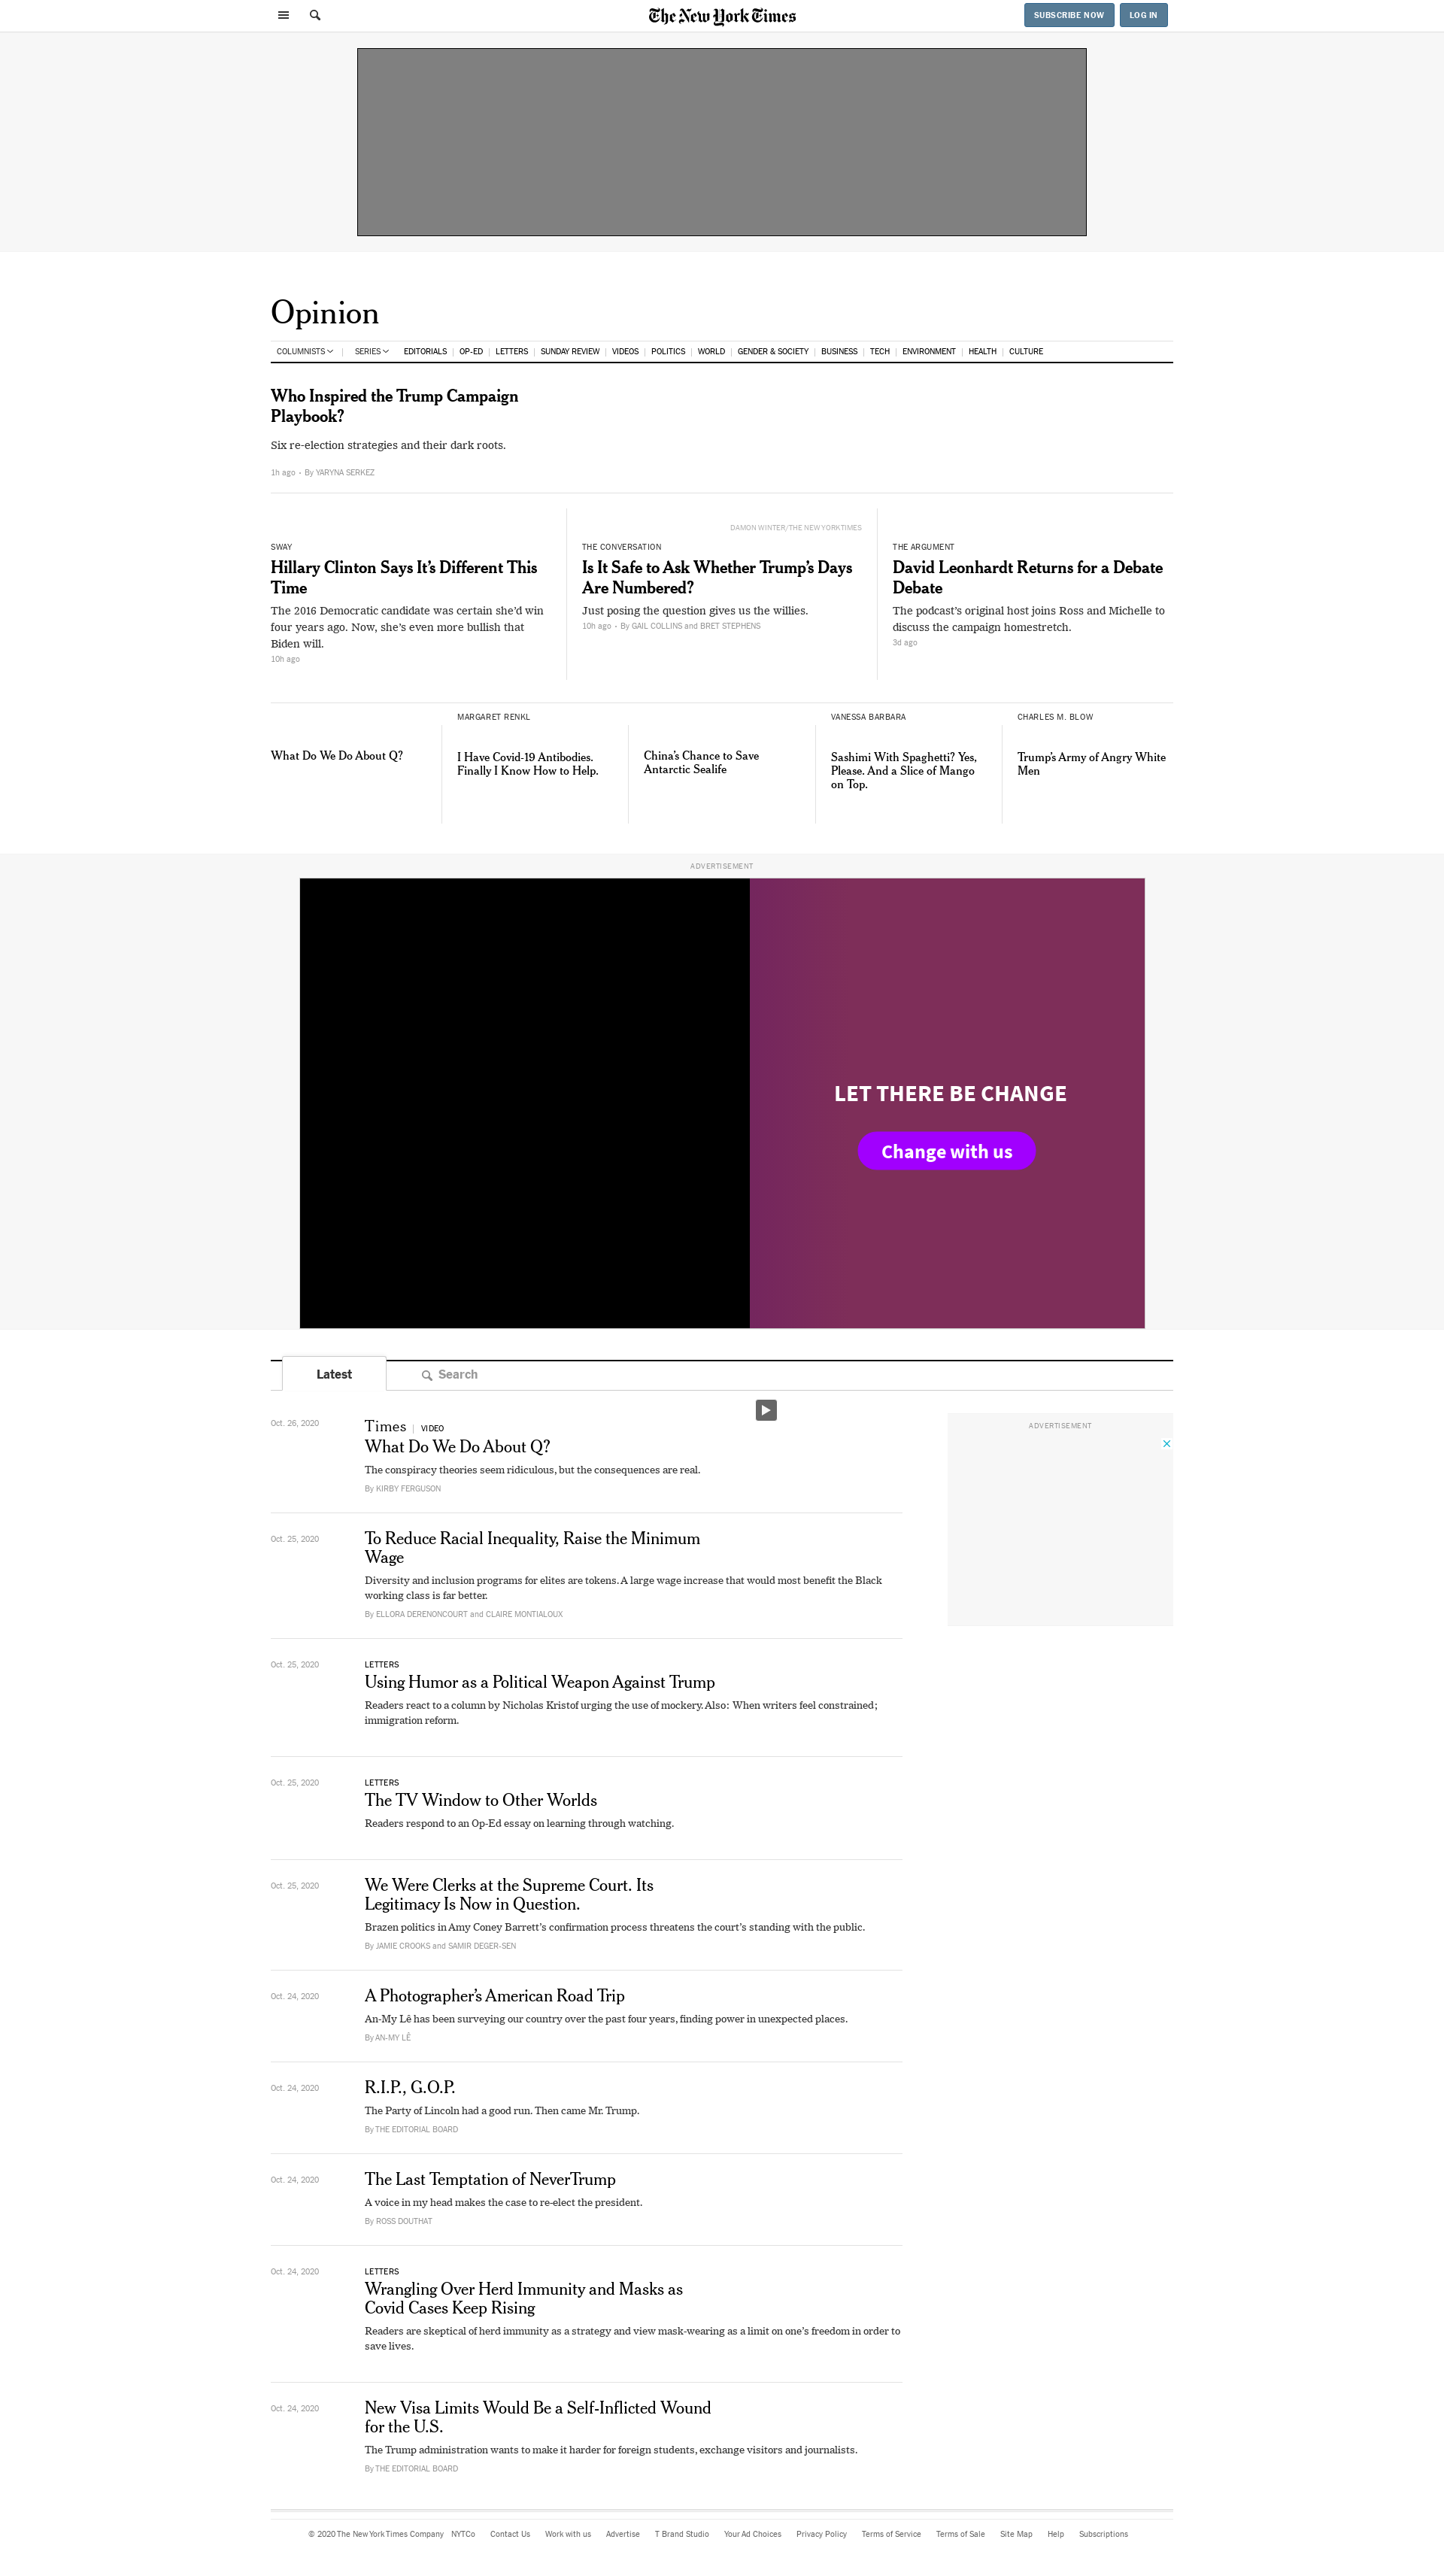 The New York Times
SUBSCRIBE NOW
LOG IN
Opinion
COLUMNISTS | SERIES EDITORIALS | OP-ED | LETTERS | SUNDAY REVIEW | VIDEOS | POLITICS | WORLD | GENDER & SOCIETY | BUSINESS | TECH | ENVIRONMENT | HEALTH | CULTURE
Who Inspired the Trump Campaign
Playbook?
Six re-election strategies and their dark roots.
1h ago • By YARYNA SERKEZ
SWAY
Hillary Clinton Says It’s Different This
Time
The 2016 Democratic candidate was certain she’d win
four years ago. Now, she’s even more bullish that
Biden will.
10h ago
DAMON WINTER/THE NEW YORK TIMES
THE CONVERSATION
Is It Safe to Ask Whether Trump’s Days
Are Numbered?
Just posing the question gives us the willies.
10h ago • By GAIL COLLINS and BRET STEPHENS
THE ARGUMENT
David Leonhardt Returns for a Debate
Debate
The podcast’s original host joins Ross and Michelle to
discuss the campaign homestretch.
3d ago
What Do We Do About Q?
MARGARET RENKL
I Have Covid-19 Antibodies.
Finally I Know How to Help.
China’s Chance to Save
Antarctic Sealife
VANESSA BARBARA
Sashimi With Spaghetti? Yes,
Please. And a Slice of Mango
on Top.
CHARLES M. BLOW
Trump’s Army of Angry White
Men
ADVERTISEMENT
LET THERE BE CHANGE
Change with us
Latest
Search
Oct. 26, 2020
Times | VIDEO
What Do We Do About Q?
The conspiracy theories seem ridiculous, but the consequences are real.
By KIRBY FERGUSON
ADVERTISEMENT
Oct. 25, 2020
To Reduce Racial Inequality, Raise the Minimum
Wage
Diversity and inclusion programs for elites are tokens. A large wage increase that would most benefit the Black
working class is far better.
By ELLORA DERENONCOURT and CLAIRE MONTIALOUX
Oct. 25, 2020
LETTERS
Using Humor as a Political Weapon Against Trump
Readers react to a column by Nicholas Kristof urging the use of mockery. Also: When writers feel constrained;
immigration reform.
Oct. 25, 2020
LETTERS
The TV Window to Other Worlds
Readers respond to an Op-Ed essay on learning through watching.
Oct. 25, 2020
We Were Clerks at the Supreme Court. Its
Legitimacy Is Now in Question.
Brazen politics in Amy Coney Barrett’s confirmation process threatens the court’s standing with the public.
By JAMIE CROOKS and SAMIR DEGER-SEN
Oct. 24, 2020
A Photographer’s American Road Trip
An-My Lê has been surveying our country over the past four years, finding power in unexpected places.
By AN-MY LÊ
Oct. 24, 2020
R.I.P., G.O.P.
The Party of Lincoln had a good run. Then came Mr. Trump.
By THE EDITORIAL BOARD
Oct. 24, 2020
The Last Temptation of NeverTrump
A voice in my head makes the case to re-elect the president.
By ROSS DOUTHAT
Oct. 24, 2020
LETTERS
Wrangling Over Herd Immunity and Masks as
Covid Cases Keep Rising
Readers are skeptical of herd immunity as a strategy and view mask-wearing as a limit on one’s freedom in order to
save lives.
Oct. 24, 2020
New Visa Limits Would Be a Self-Inflicted Wound
for the U.S.
The Trump administration wants to make it harder for foreign students, exchange visitors and journalists.
By THE EDITORIAL BOARD
© 2020 The New York Times Company NYTCo Contact Us Work with us Advertise T Brand Studio Your Ad Choices Privacy Policy Terms of Service Terms of Sale Site Map Help Subscriptions